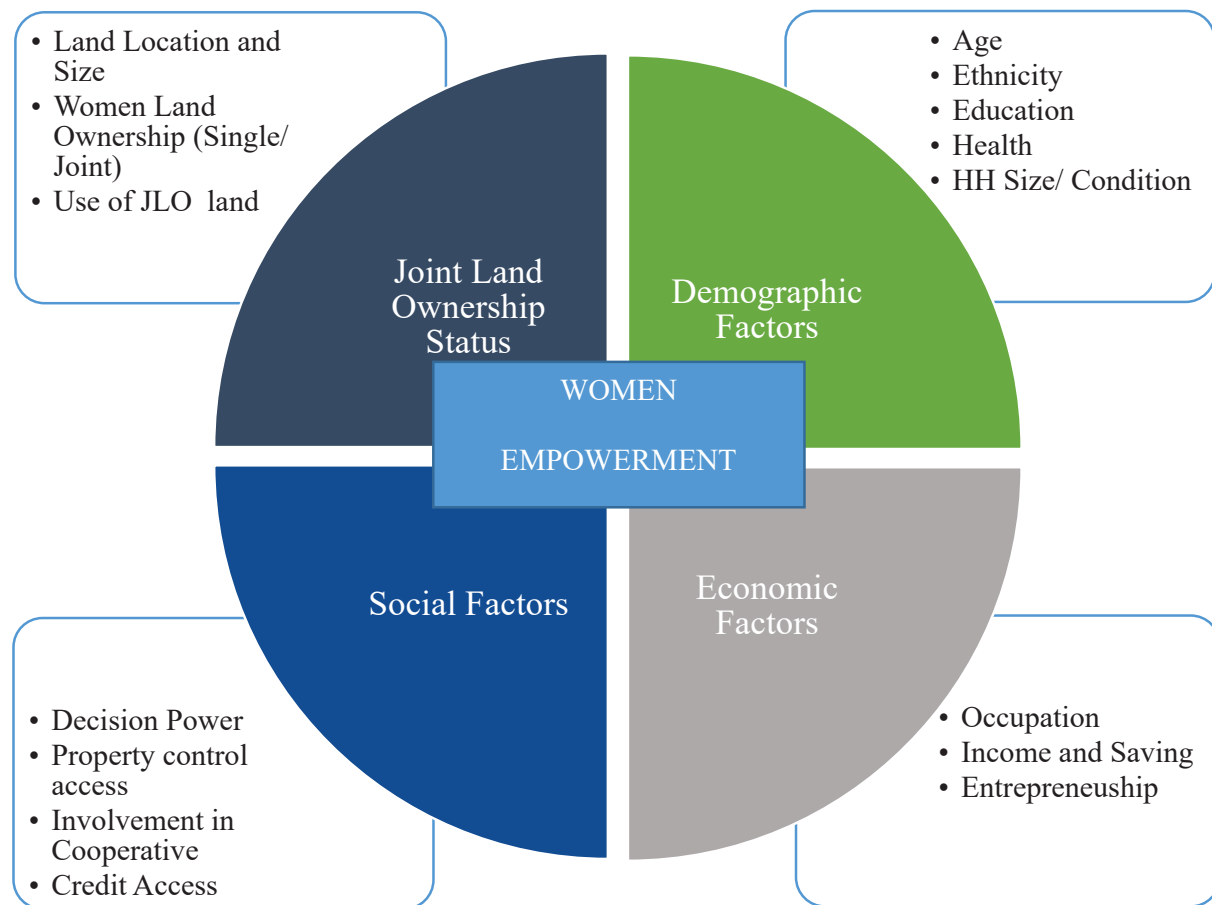 • Land Location and
Size
• Women Land
Ownership (Single/
Joint)
• Use of JLO land
• Age
• Ethnicity
• Education
• Health
• HH Size/ Condition
Joint Land
Ownership
Status
Demographic
Factors
WOMEN
EMPOWERMENT
Social Factors
Economic
Factors
• Decision Power
• Property control
access
• Involvement in
Cooperative
• Credit Access
• Occupation
• Income and Saving
• Entrepreneuship